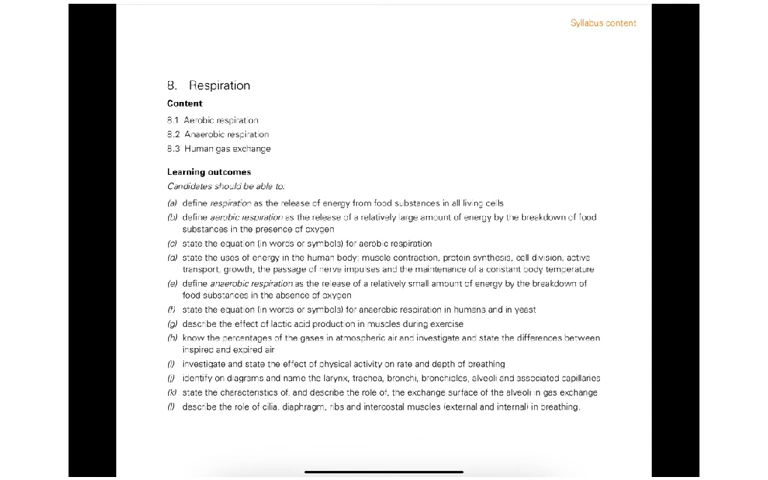 Syllabus content
8. Respiration
Content
8.1 Aerobic respiration
8.2 Anaerobic respiration
8.3 Human gas exchange
Learning outcomes
Candidates should be able to:
(a) define respiration as the release of energy from food substances in all living cells
(b) define aerobic respiration as the release of a relatively large amount of energy by the breakdown of food
substances in the presence of oxygen
(c) state the equation (in words or symbols) for aerobic respiration
(d) state the uses of energy in the human body: muscle contraction, protein synthesis, cell division, active
transport, growth, the passage of nerve impulses and the maintenance of a constant body temperature
(e) define anaerobic respiration as the release of a relatively small amount of energy by the breakdown of
food substances in the absence of oxygen
(f) state the equation (in words or symbols) for anaerobic respiration in humans and in yeast
(g) describe the effect of lactic acid production in muscles during exercise
(h) know the percentages of the gases in atmospheric air and investigate and state the differences between
inspired and expired air
(i) investigate and state the effect of physical activity on rate and depth of breathing
(j) identify on diagrams and name the larynx, trachea, bronchi, bronchioles, alveoli and associated capillaries
(k) state the characteristics of, and describe the role of, the exchange surface of the alveoli in gas exchange
(l) describe the role of cilia, diaphragm, ribs and intercostal muscles (external and internal) in breathing.